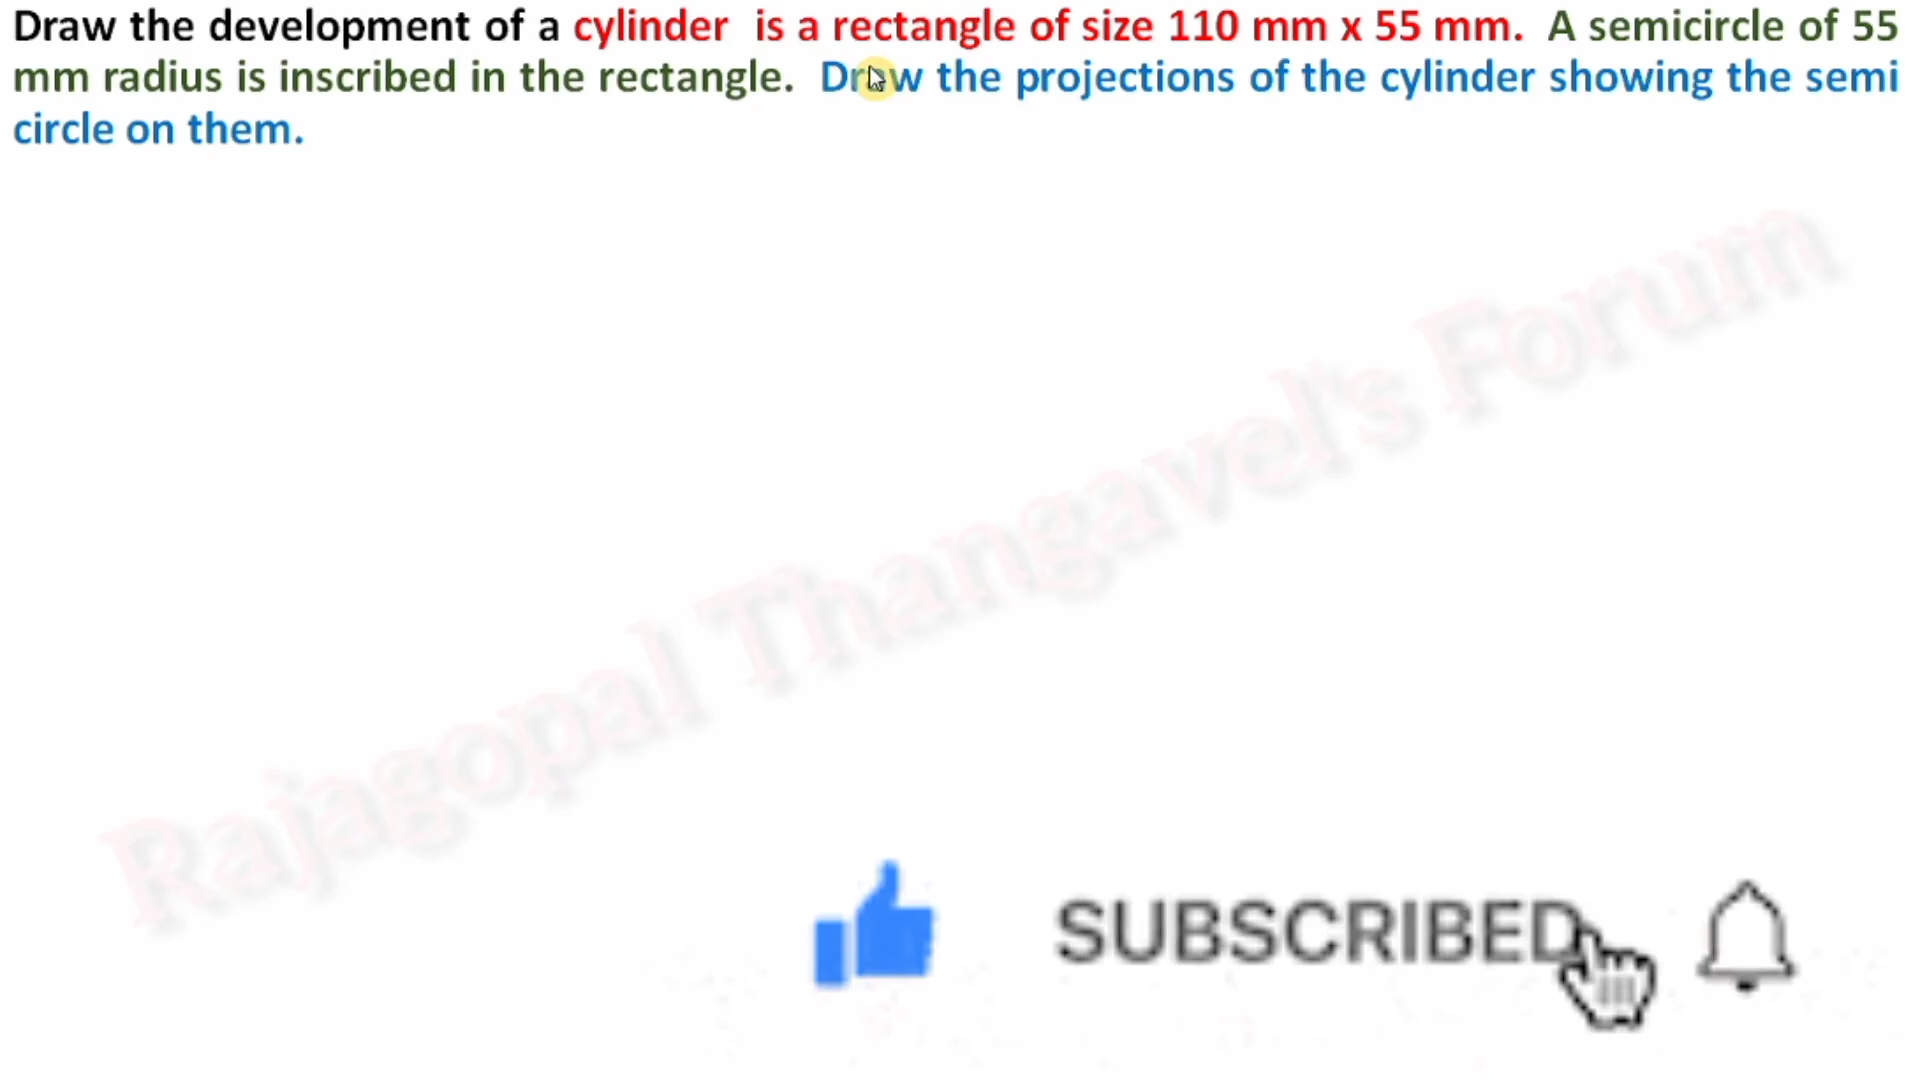 Draw the development of a cylinder is a rectangle of size 110 mm x 55 mm. A semicircle of 55
mm radius is inscribed in the rectangle. Draw the projections of the cylinder showing the semi
circle on them.
Rajagopal Thangavel's Forum
SUBSCRIBED